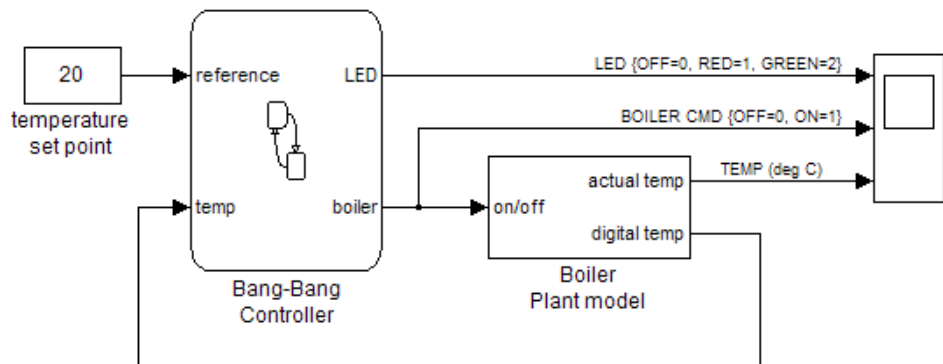 20
temperature
set point
reference
LED
temp
boiler
Bang-Bang
Controller
LED {OFF=0, RED=1, GREEN=2}
BOILER CMD {OFF=0, ON=1}
TEMP (deg C)
on/off
actual temp
digital temp
Boiler
Plant model